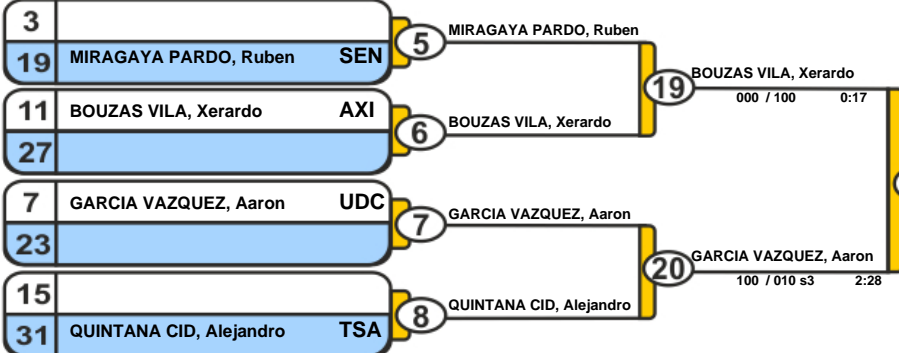 3
19 MIRAGAYA PARDO, Ruben SEN
5 MIRAGAYA PARDO, Ruben
11 BOUZAS VILA, Xerardo AXI
27
6 BOUZAS VILA, Xerardo
19 BOUZAS VILA, Xerardo
000 / 100 0:17
7 GARCIA VAZQUEZ, Aaron UDC
23
7 GARCIA VAZQUEZ, Aaron
15
31 QUINTANA CID, Alejandro TSA
8 QUINTANA CID, Alejandro
20 GARCIA VAZQUEZ, Aaron
100 / 010 s3 2:28